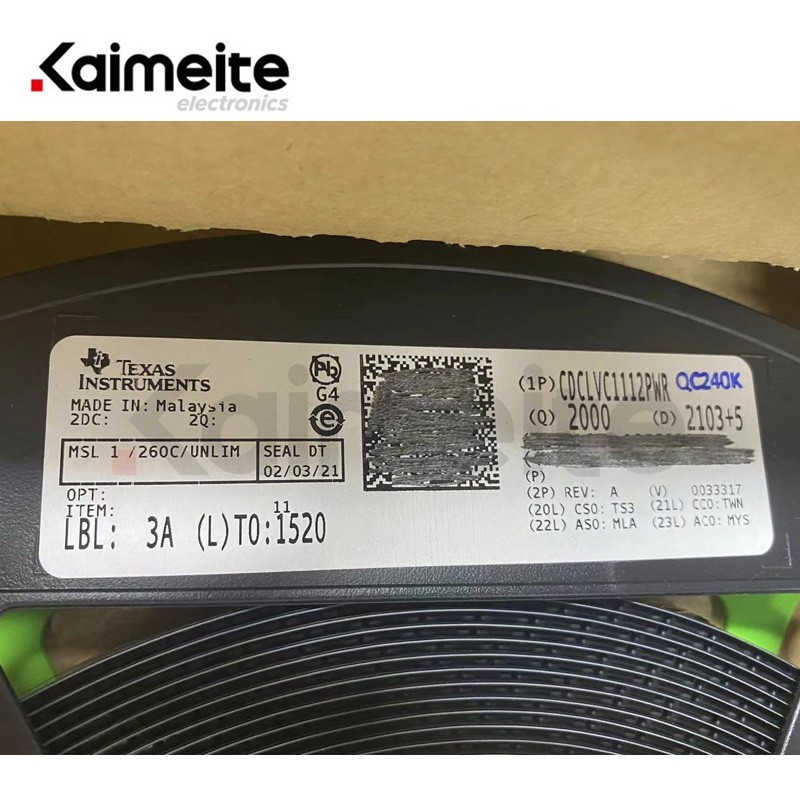 Kaimeite
electronics
TEXAS
INSTRUMENTS
MADE IN: Malaysia
2DC: 2Q:
MSL 1 /260C/UNLIM
SEAL DT
02/03/21
OPT:
ITEM: 11
LBL: 3A (L)TO:1520
Pb
G4
e
(1P) CDCLVC1112PWR QC240K
(Q) 2000 (D) 2103+5
(P)
(2P) REV: A (V) 0033317
(20L) CSO: TS3 (21L) CCO:TWN
(22L) ASO: MLA (23L) ACO: MYS